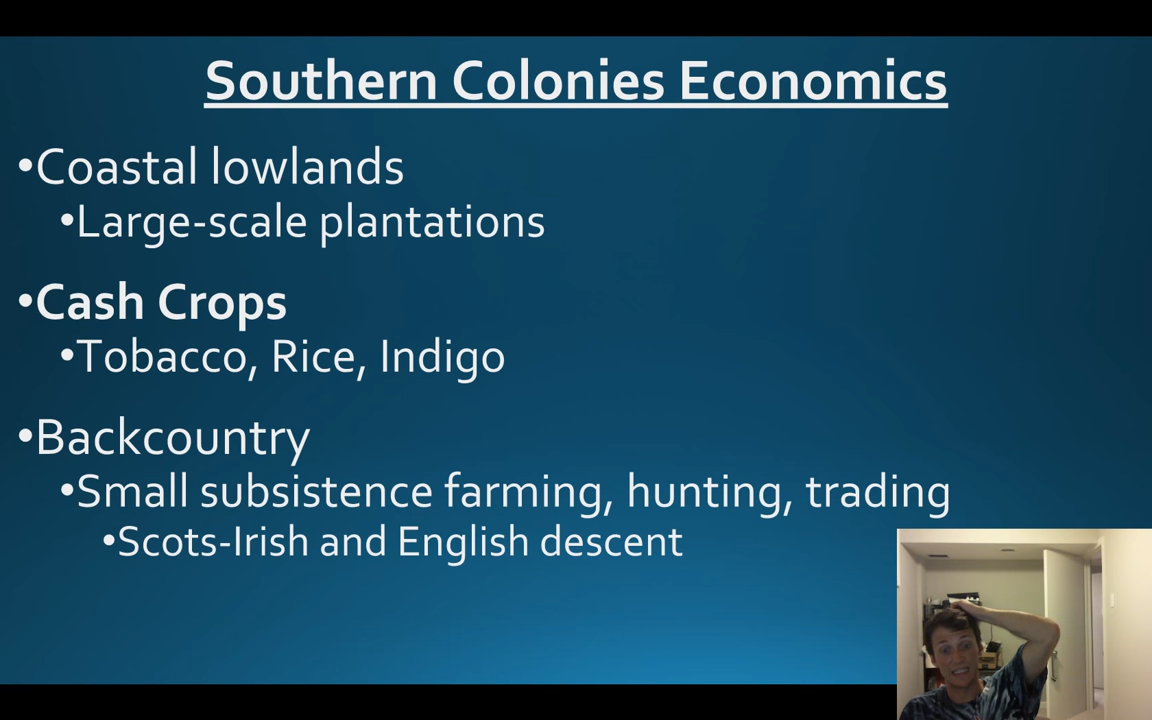 Southern Colonies Economics
•Coastal lowlands
•Large-scale plantations
•Cash Crops
•Tobacco, Rice, Indigo
•Backcountry
•Small subsistence farming, hunting, trading
•Scots-Irish and English descent